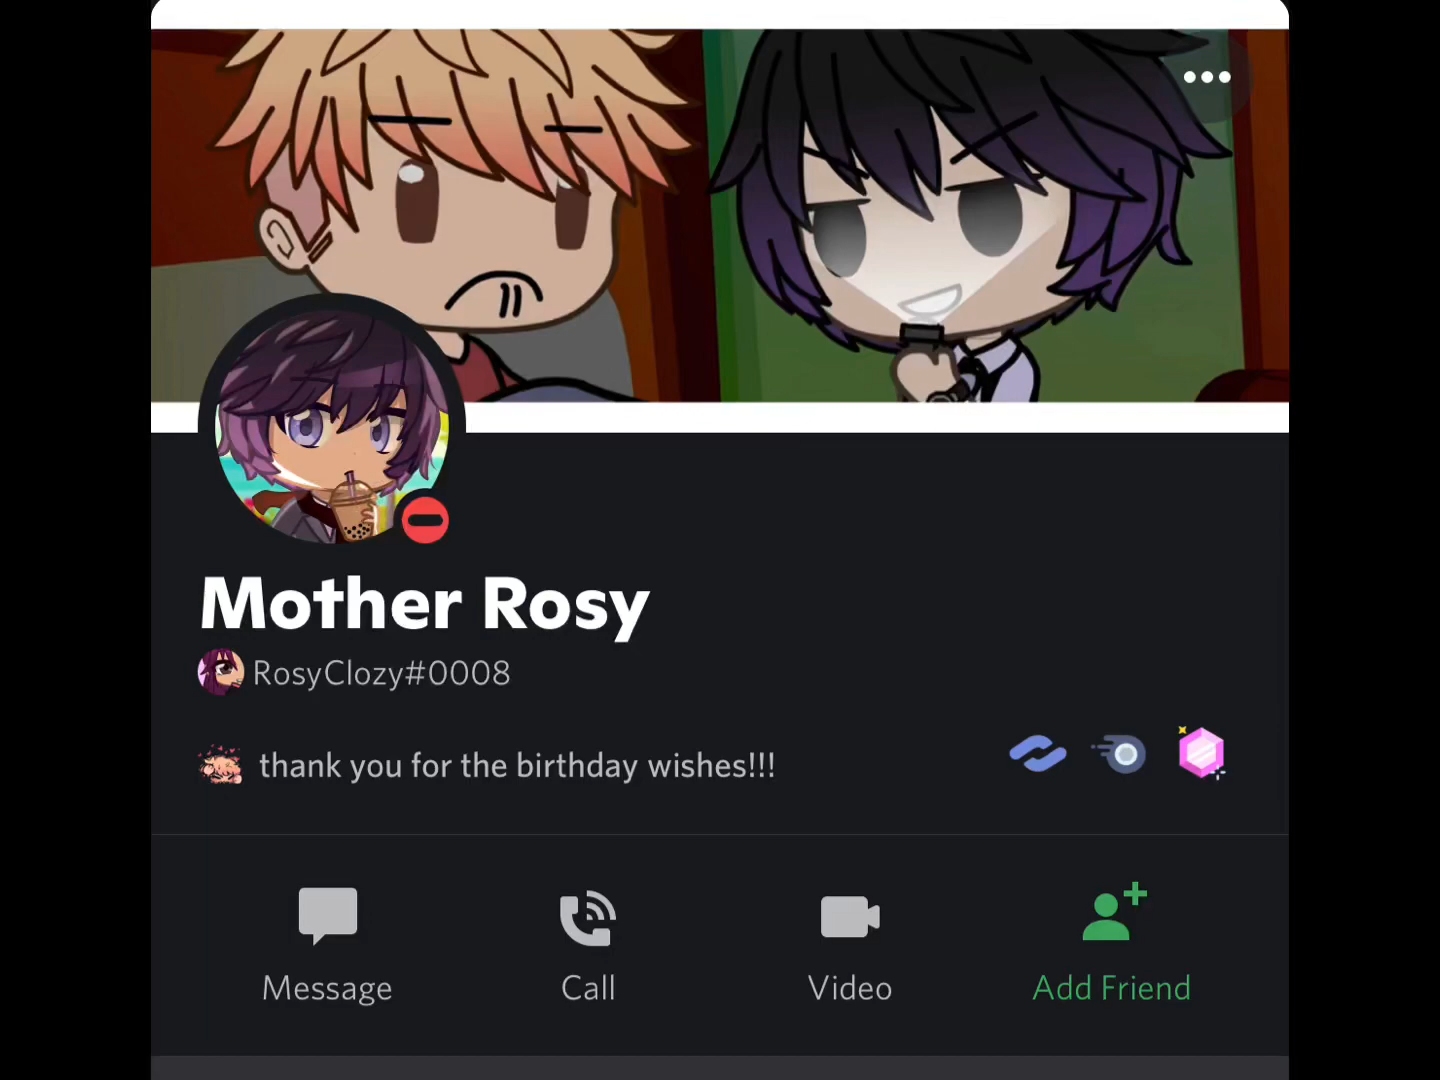 Mother Rosy
RosyClozy#0008
thank you for the birthday wishes!!!
Message
Call
Video
Add Friend